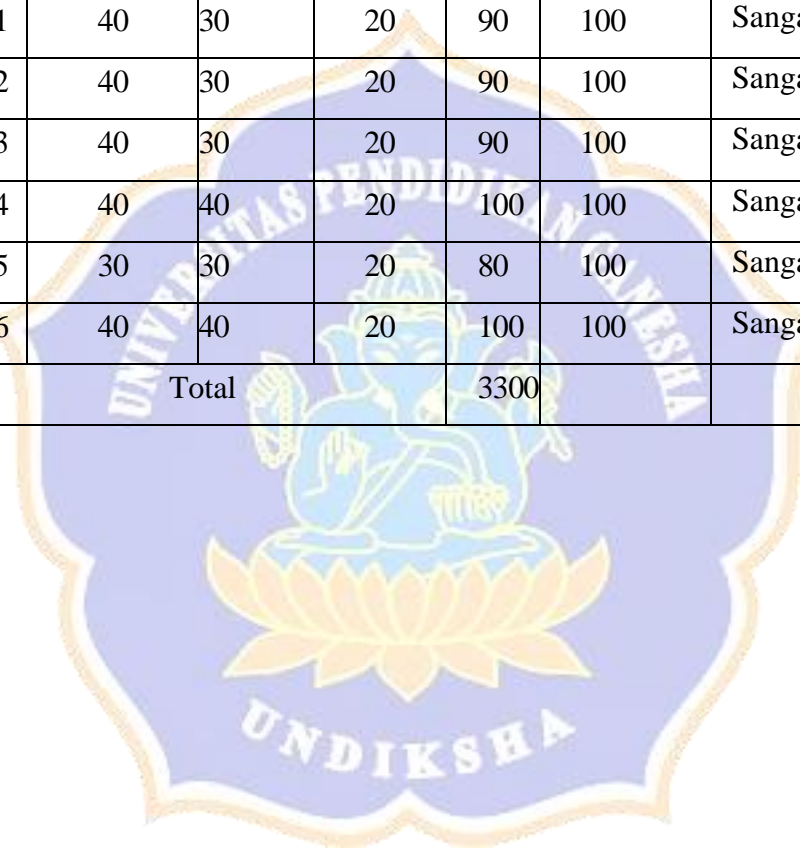 1 40 30 20 90 100 Sanga
2 40 30 20 90 100 Sanga
3 40 30 20 90 100 Sanga
4 40 40 20 100 100 Sanga
5 30 30 20 80 100 Sanga
6 40 40 20 100 100 Sanga
Total 3300
UNIVERSITAS PENDIDIKAN GANESHA
UNDIKSHA